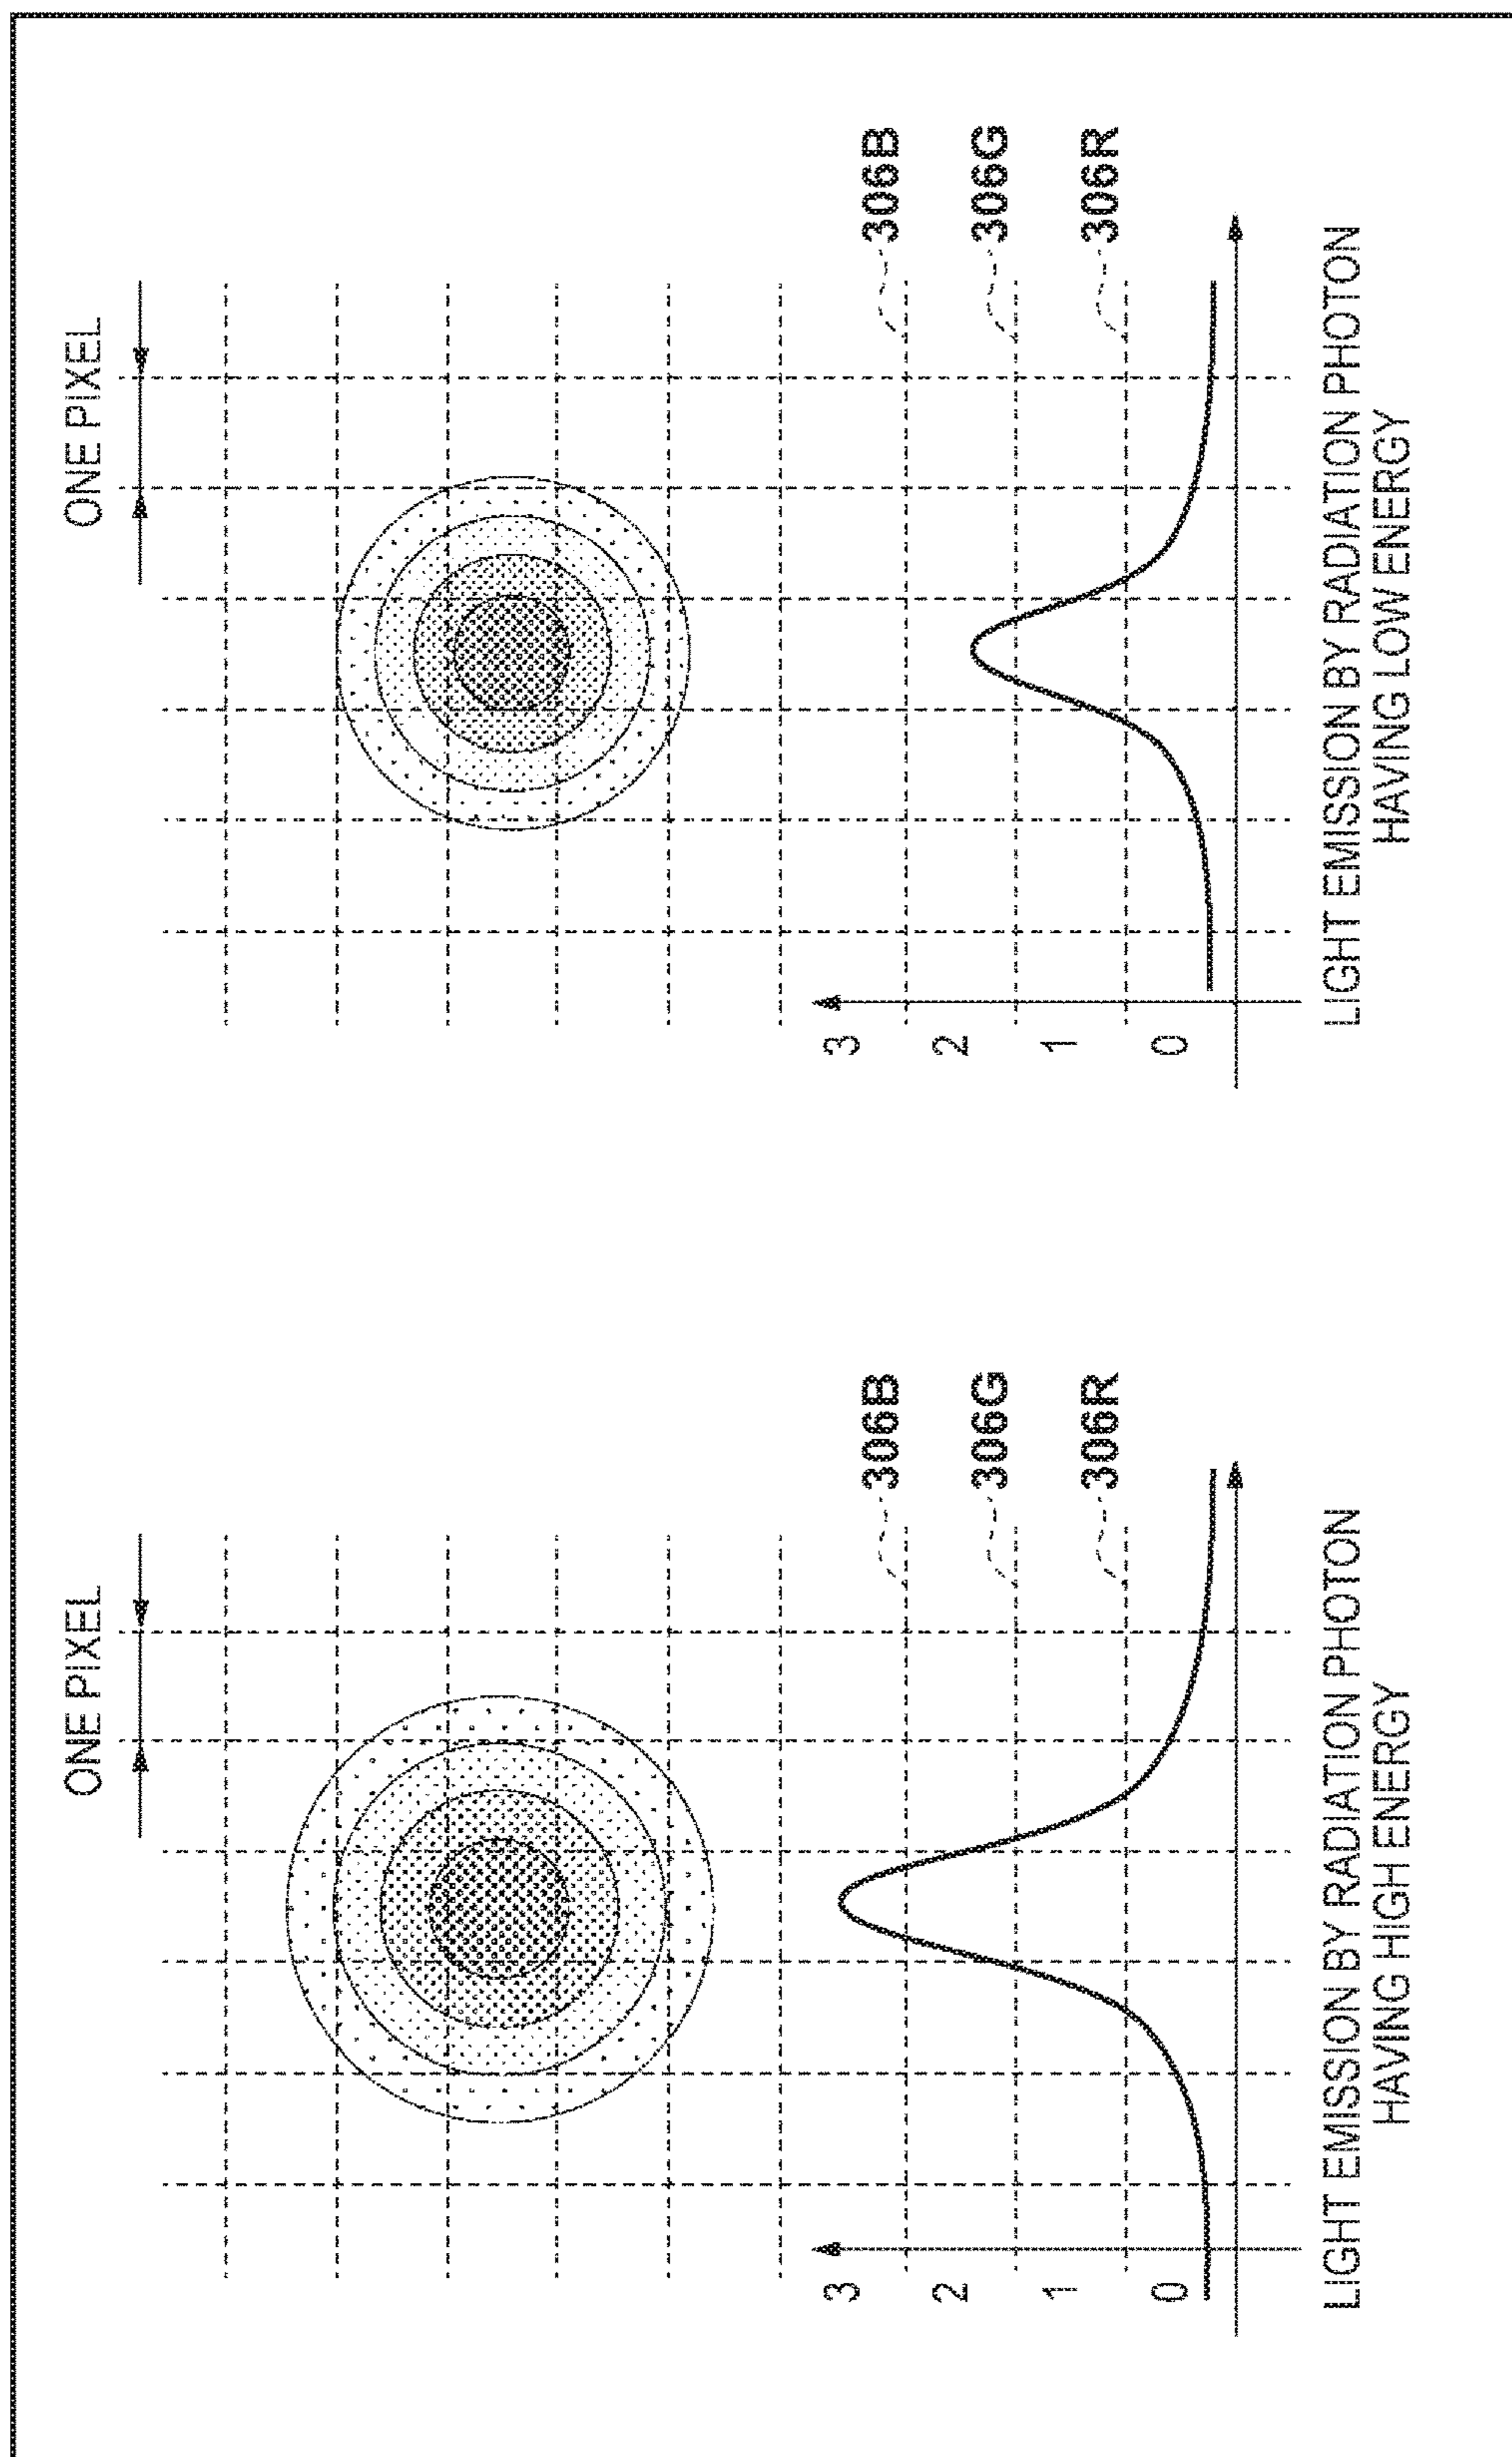 ONE PIXEL
306B
306G
306R
3
2
1
0
LIGHT EMISSION BY RADIATION PHOTON
HAVING HIGH ENERGY
ONE PIXEL
306B
306G
306R
3
2
1
0
LIGHT EMISSION BY RADIATION PHOTON
HAVING LOW ENERGY